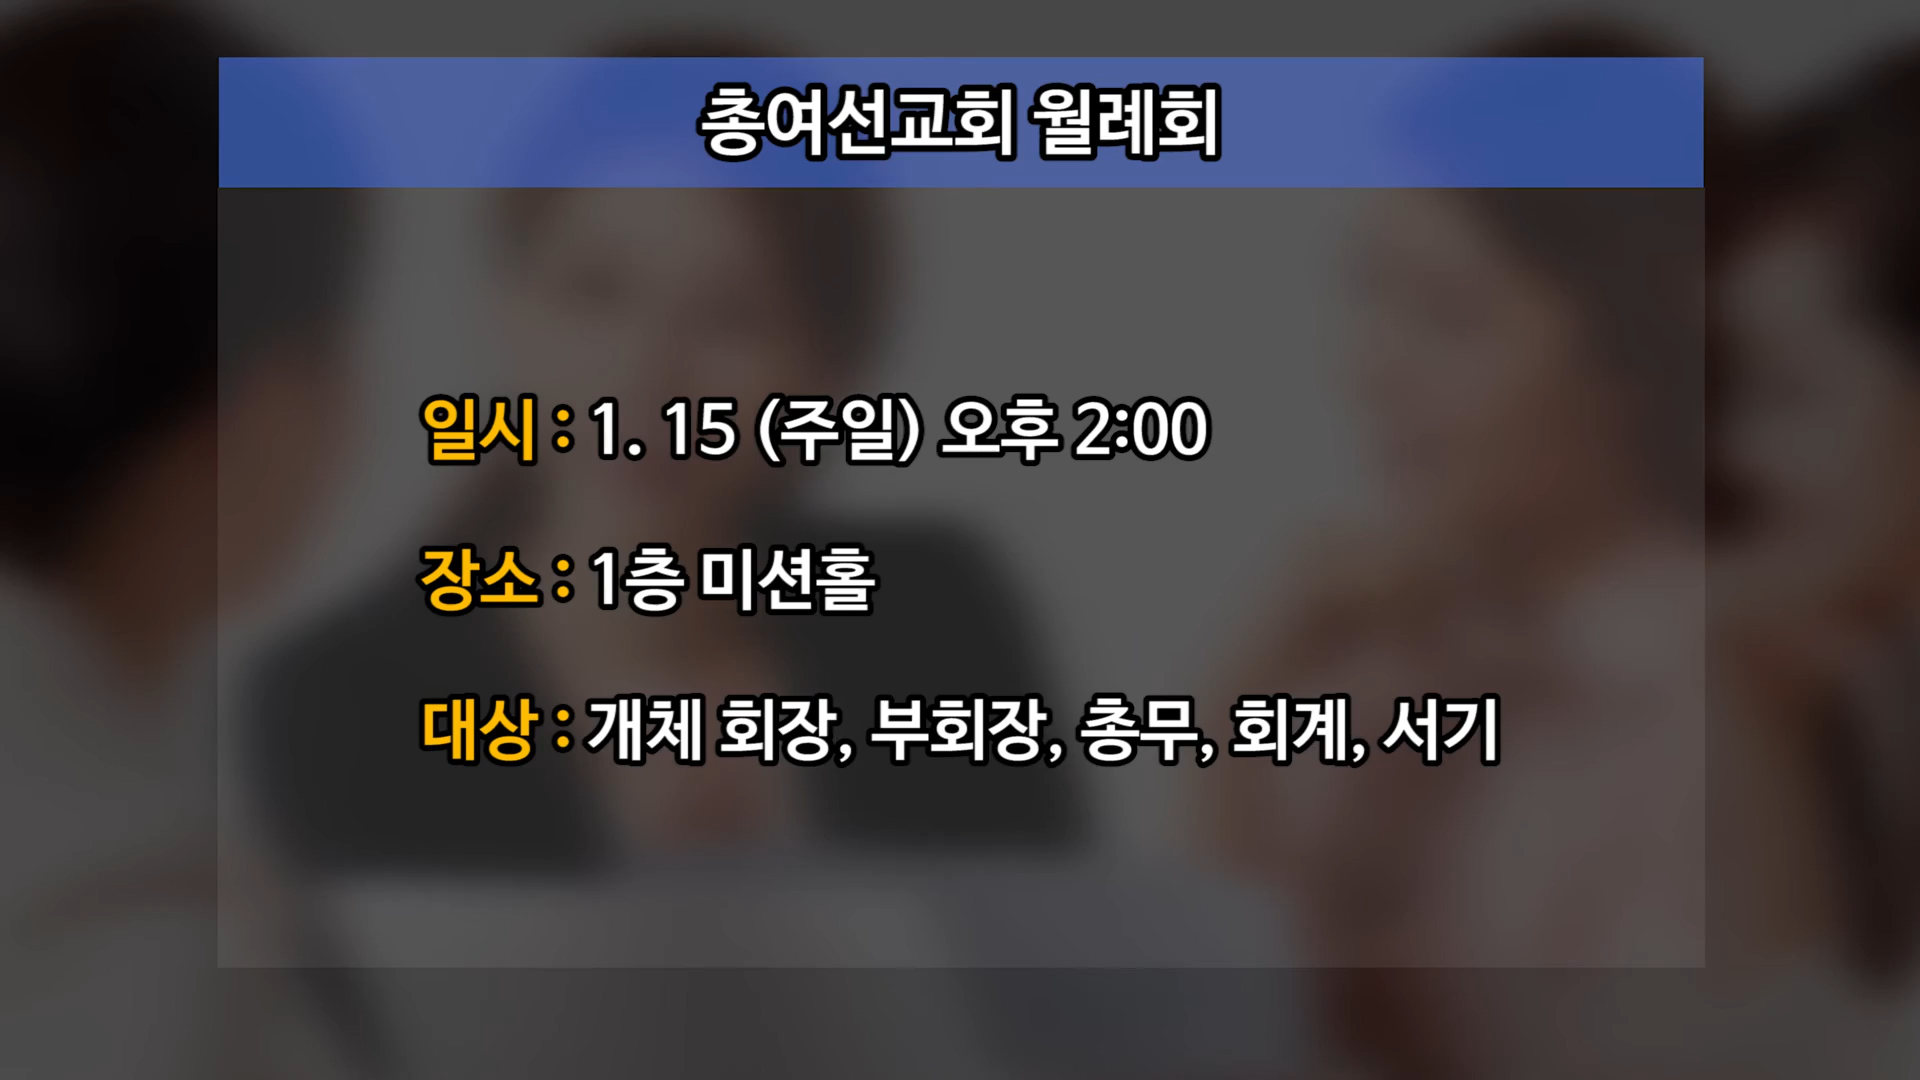 총여선교회 월례회
일시 : 1. 15 (주일) 오후 2:00
장소 : 1층 미션홀
대상 : 개체 회장, 부회장, 총무, 회계, 서기